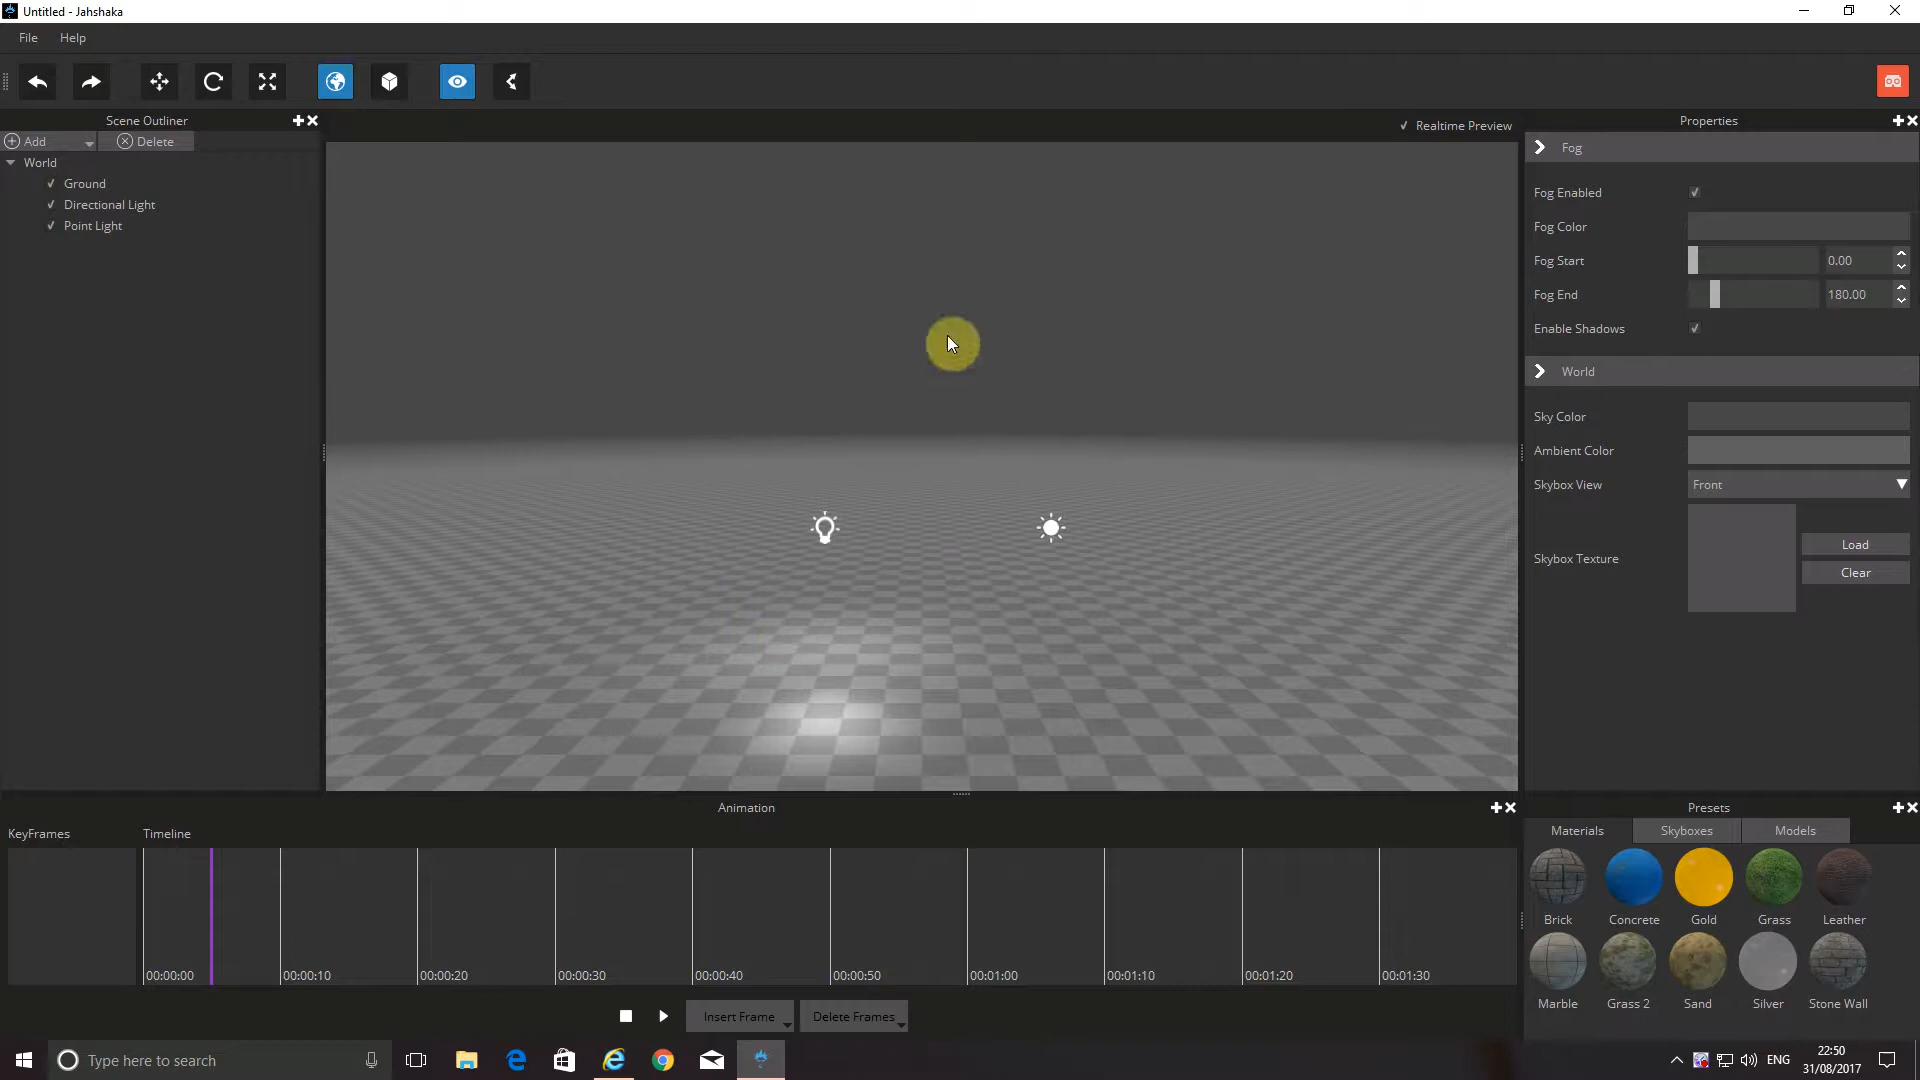 Untitled - Jahshaka
File Help
Scene Outliner
Add Delete
World
Ground
Directional Light
Point Light
Realtime Preview
Properties
Fog
Fog Enabled
Fog Color
Fog Start 0.00
Fog End 180.00
Enable Shadows
World
Sky Color
Ambient Color
Skybox View Front
Skybox Texture
Load
Clear
Animation
KeyFrames Timeline
00:00:00 00:00:10 00:00:20 00:00:30 00:00:40 00:00:50 00:01:00 00:01:10 00:01:20 00:01:30
Insert Frame Delete Frames
Presets
Materials Skyboxes Models
Brick Concrete Gold Grass Leather
Marble Grass 2 Sand Silver Stone Wall
Type here to search
ENG
22:50
31/08/2017